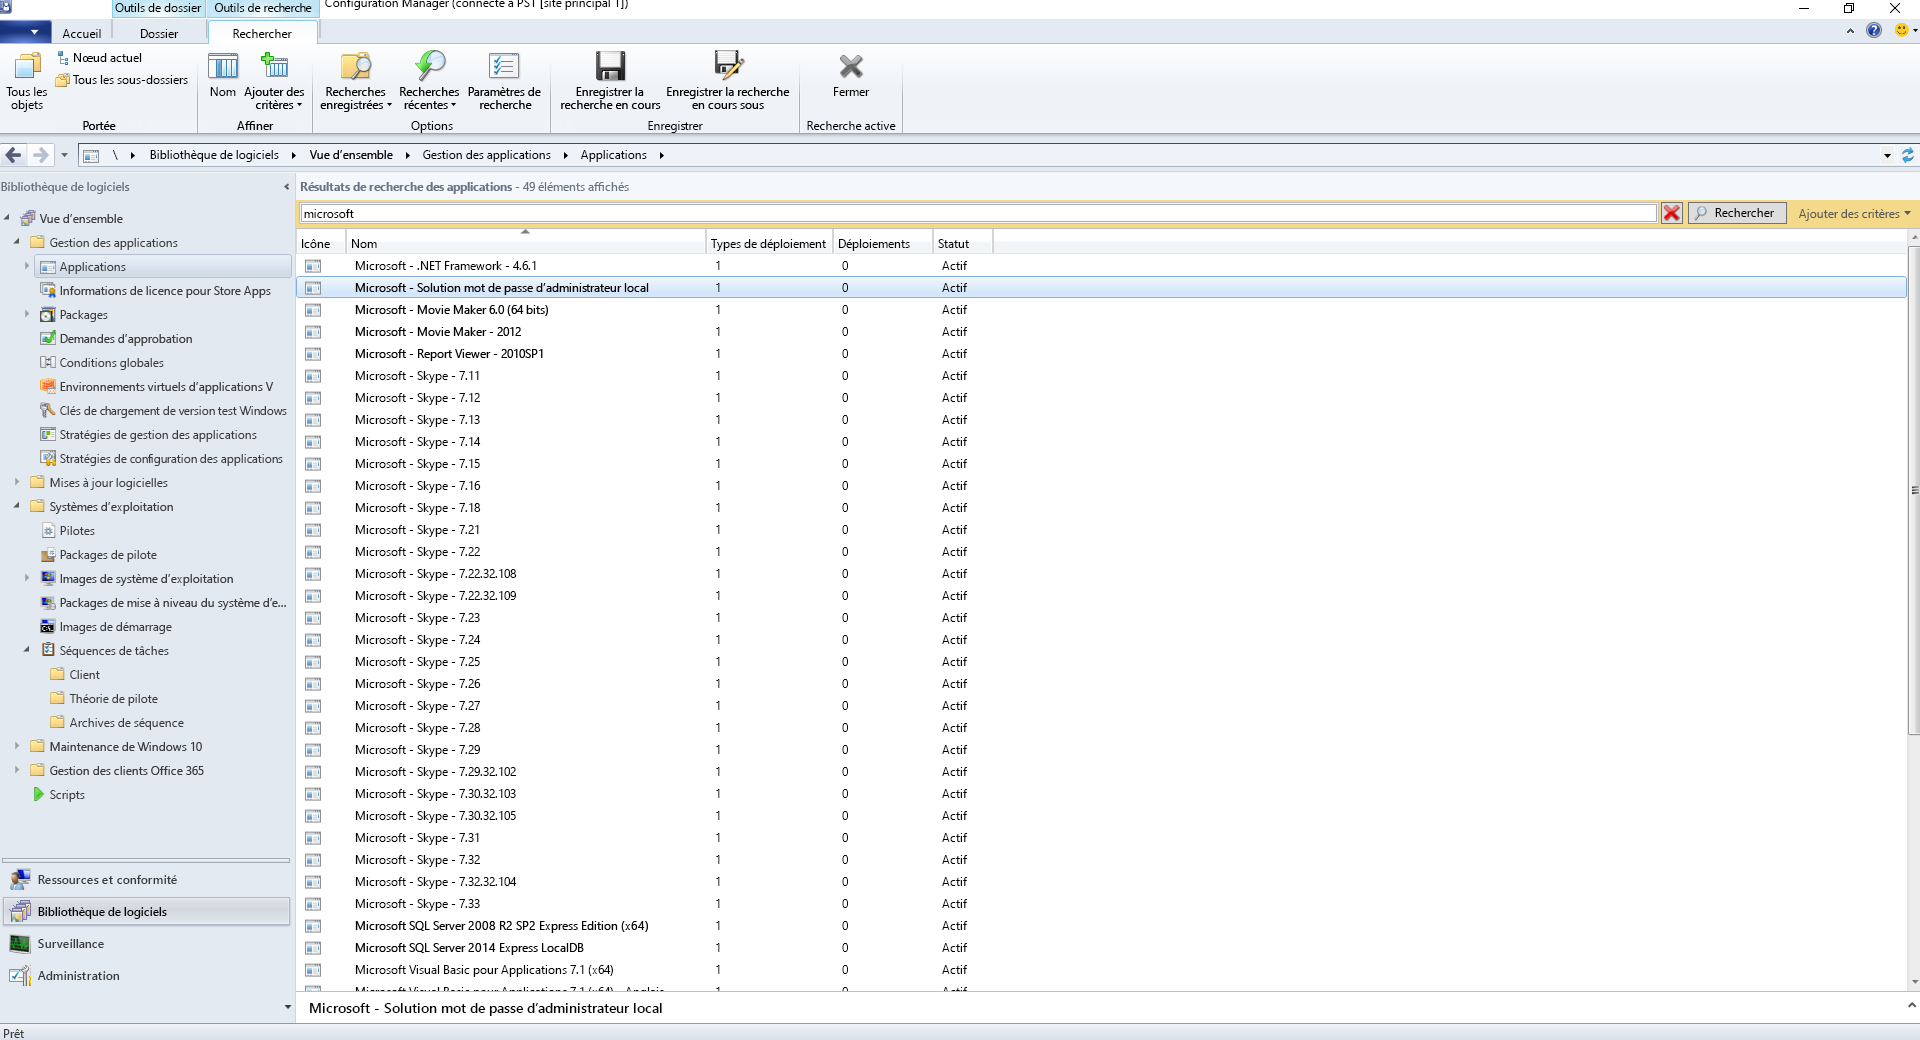 Outils de dossier
Outils de recherche
Configuration Manager (connecté à PS1 [site principal 1])
Accueil
Dossier
Rechercher
Tous les objets
Nœud actuel
Tous les sous-dossiers
Portée
Nom
Ajouter des critères
Affiner
Recherches enregistrées
Recherches récentes
Paramètres de recherche
Options
Enregistrer la recherche en cours
Enregistrer la recherche en cours sous
Enregistrer
Fermer
Recherche active
\ Bibliothèque de logiciels Vue d’ensemble Gestion des applications Applications
Bibliothèque de logiciels
Vue d’ensemble
Gestion des applications
Applications
Informations de licence pour Store Apps
Packages
Demandes d’approbation
Conditions globales
Environnements virtuels d’applications V
Clés de chargement de version test Windows
Stratégies de gestion des applications
Stratégies de configuration des applications
Mises à jour logicielles
Systèmes d’exploitation
Pilotes
Packages de pilote
Images de système d’exploitation
Packages de mise à niveau du système d’e...
Images de démarrage
Séquences de tâches
Client
Théorie de pilote
Archives de séquence
Maintenance de Windows 10
Gestion des clients Office 365
Scripts
Ressources et conformité
Bibliothèque de logiciels
Surveillance
Administration
Résultats de recherche des applications - 49 éléments affichés
microsoft
Rechercher
Ajouter des critères
Icône Nom Types de déploiement Déploiements Statut
Microsoft - .NET Framework - 4.6.1 1 0 Actif
Microsoft - Solution mot de passe d’administrateur local 1 0 Actif
Microsoft - Movie Maker 6.0 (64 bits) 1 0 Actif
Microsoft - Movie Maker - 2012 1 0 Actif
Microsoft - Report Viewer - 2010SP1 1 0 Actif
Microsoft - Skype - 7.11 1 0 Actif
Microsoft - Skype - 7.12 1 0 Actif
Microsoft - Skype - 7.13 1 0 Actif
Microsoft - Skype - 7.14 1 0 Actif
Microsoft - Skype - 7.15 1 0 Actif
Microsoft - Skype - 7.16 1 0 Actif
Microsoft - Skype - 7.18 1 0 Actif
Microsoft - Skype - 7.21 1 0 Actif
Microsoft - Skype - 7.22 1 0 Actif
Microsoft - Skype - 7.22.32.108 1 0 Actif
Microsoft - Skype - 7.22.32.109 1 0 Actif
Microsoft - Skype - 7.23 1 0 Actif
Microsoft - Skype - 7.24 1 0 Actif
Microsoft - Skype - 7.25 1 0 Actif
Microsoft - Skype - 7.26 1 0 Actif
Microsoft - Skype - 7.27 1 0 Actif
Microsoft - Skype - 7.28 1 0 Actif
Microsoft - Skype - 7.29 1 0 Actif
Microsoft - Skype - 7.29.32.102 1 0 Actif
Microsoft - Skype - 7.30.32.103 1 0 Actif
Microsoft - Skype - 7.30.32.105 1 0 Actif
Microsoft - Skype - 7.31 1 0 Actif
Microsoft - Skype - 7.32 1 0 Actif
Microsoft - Skype - 7.32.32.104 1 0 Actif
Microsoft - Skype - 7.33 1 0 Actif
Microsoft SQL Server 2008 R2 SP2 Express Edition (x64) 1 0 Actif
Microsoft SQL Server 2014 Express LocalDB 1 0 Actif
Microsoft Visual Basic pour Applications 7.1 (x64) 1 0 Actif
Microsoft Visual Basic pour Applications 7.1 (x64) - Anglais 1 0 Actif
Microsoft - Solution mot de passe d’administrateur local
Prêt